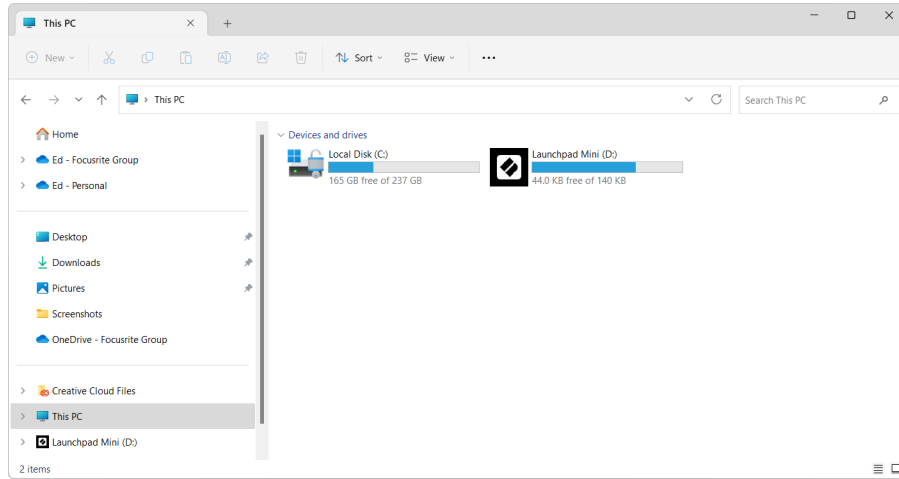 This PC
New
Sort
View
This PC
Search This PC
Home
Ed - Focusrite Group
Ed - Personal
Desktop
Downloads
Pictures
Screenshots
OneDrive - Focusrite Group
Creative Cloud Files
This PC
Launchpad Mini (D:)
Devices and drives
Local Disk (C:)
165 GB free of 237 GB
Launchpad Mini (D:)
44.0 KB free of 140 KB
2 items